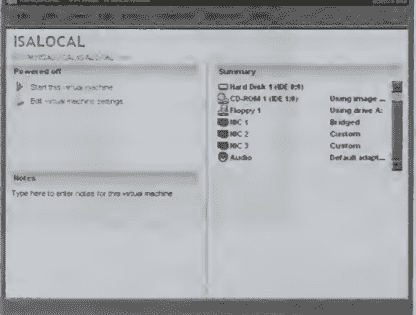 ISALOCAL
Powered off
Start this virtual machine
Edit virtual machine settings
Notes
Type here to enter notes for this virtual machine
Summary
Hard Disk 1 (IDE 0:0)
CD-ROM 1 (IDE 1:0) Using image ...
Floppy 1 Using drive A:
NIC 1 Bridged
NIC 2 Custom
NIC 3 Custom
Audio Default adapt...